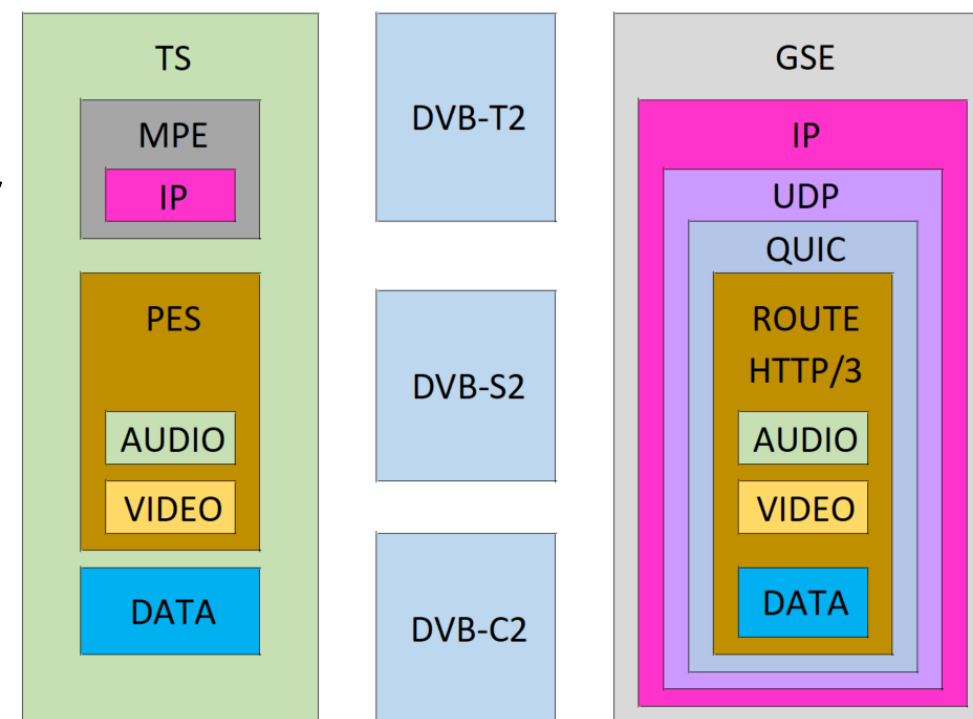 TS
MPE
IP
PES
AUDIO
VIDEO
DATA
DVB-T2
DVB-S2
DVB-C2
GSE
IP
UDP
QUIC
ROUTE
HTTP/3
AUDIO
VIDEO
DATA